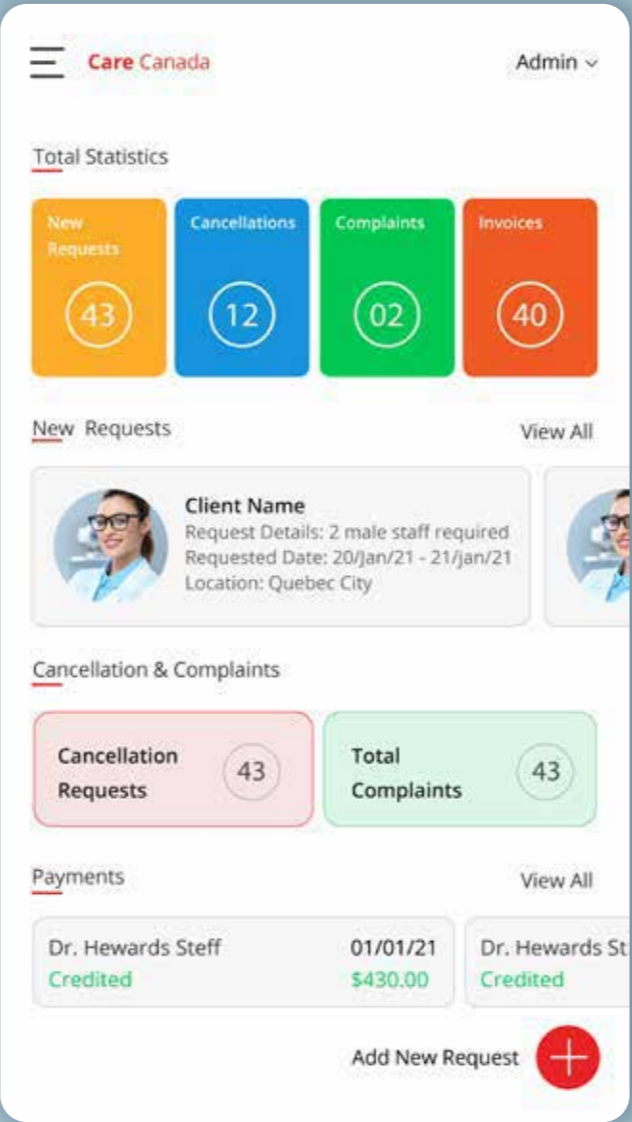 Care Canada
Admin
Total Statistics
New
Requests
43
Cancellations
12
Complaints
02
Invoices
40
New Requests
View All
Client Name
Request Details: 2 male staff required
Requested Date: 20/Jan/21 - 21/jan/21
Location: Quebec City
Cancellation & Complaints
Cancellation
Requests
43
Total
Complaints
43
Payments
View All
Dr. Hewards Steff
01/01/21
Credited
$430.00
Dr. Hewards St
Credited
Add New Request